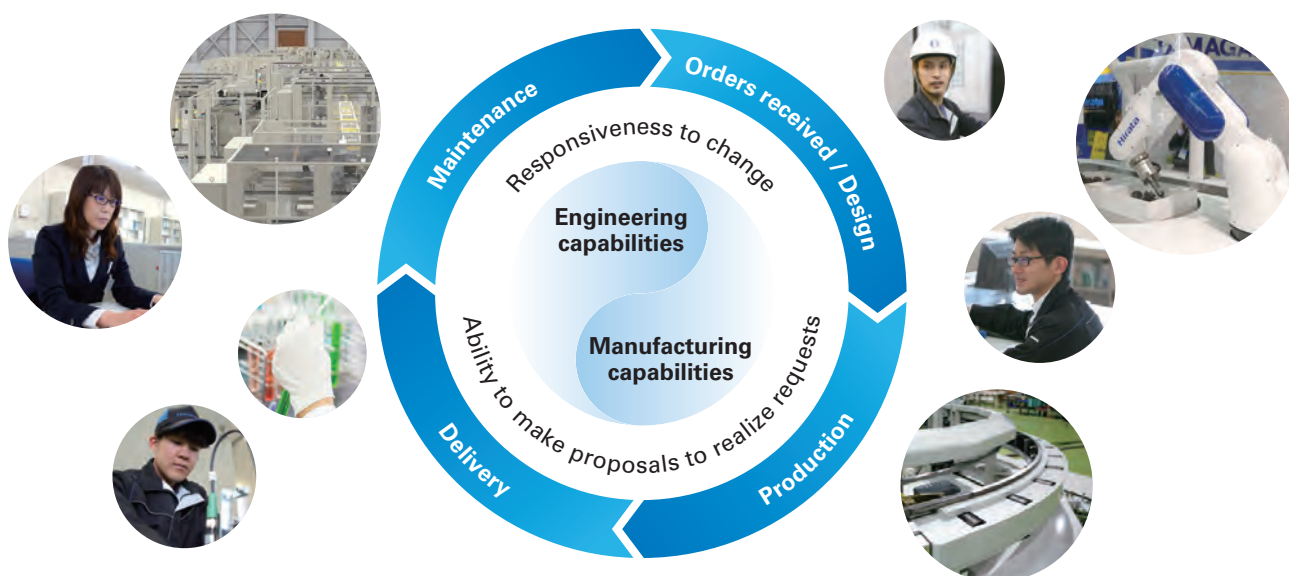 Maintenance
Orders received / Design
Responsiveness to change
Engineering
capabilities
Manufacturing
capabilities
Ability to make proposals to realize requests
Delivery
Production
Hirata